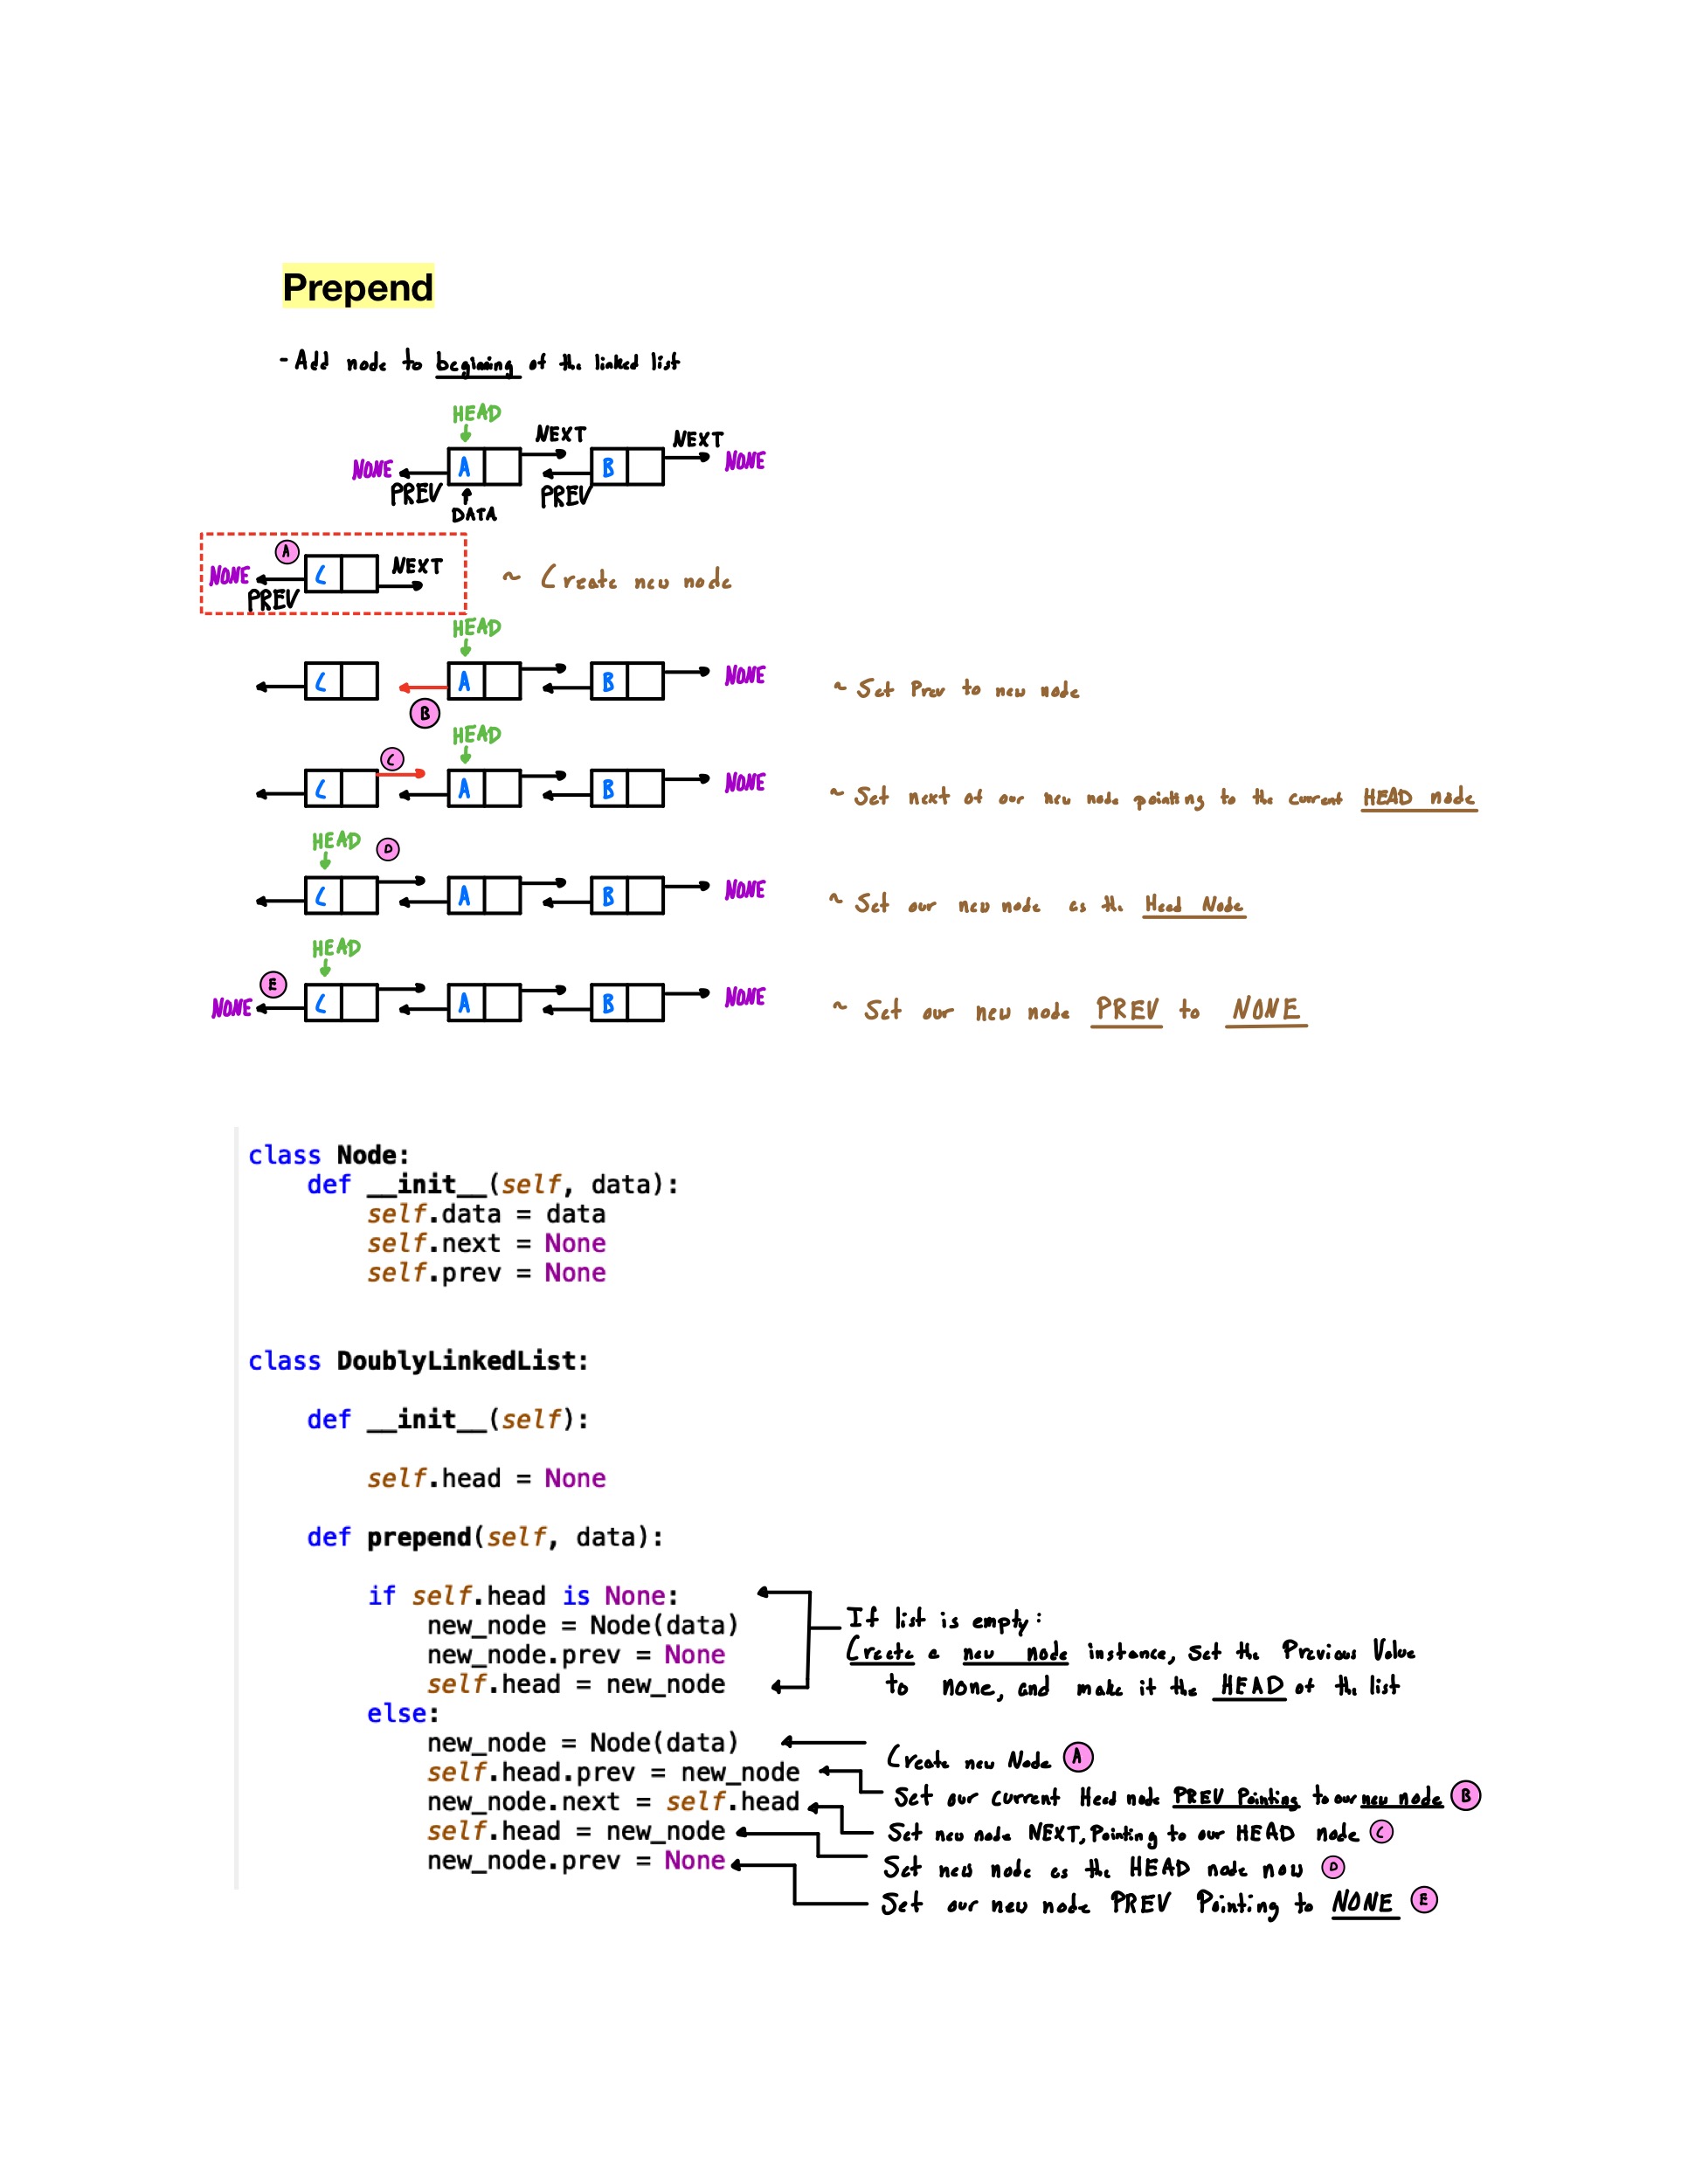 Prepend
- Add node to beginning of the linked list
HEAD
NEXT
NEXT
NONE
A
B
NONE
PREV
PREV
DATA
A
NONE
C
NEXT
PREV
~ Create new node
HEAD
C
A
B
NONE
~ Set Prev to new node
B
HEAD
C
C
A
B
NONE
~ Set next of our new node pointing to the current HEAD node
HEAD
D
C
A
B
NONE
~ Set our new node as the Head Node
HEAD
E
NONE
C
A
B
NONE
~ Set our new node PREV to NONE
class Node:
    def __init__(self, data):
        self.data = data
        self.next = None
        self.prev = None
class DoublyLinkedList:
    def __init__(self):
        self.head = None
    def prepend(self, data):
        if self.head is None:
            new_node = Node(data)
            new_node.prev = None
            self.head = new_node
        else:
            new_node = Node(data)
            self.head.prev = new_node
            new_node.next = self.head
            self.head = new_node
            new_node.prev = None
If list is empty:
Create a new node instance, set the Previous Value
to none, and make it the HEAD of the list
Create new Node A
Set our current Head node PREV Pointing to our new node B
Set new node NEXT, Pointing to our HEAD node C
Set new node as the HEAD node now D
Set our new node PREV Pointing to NONE E